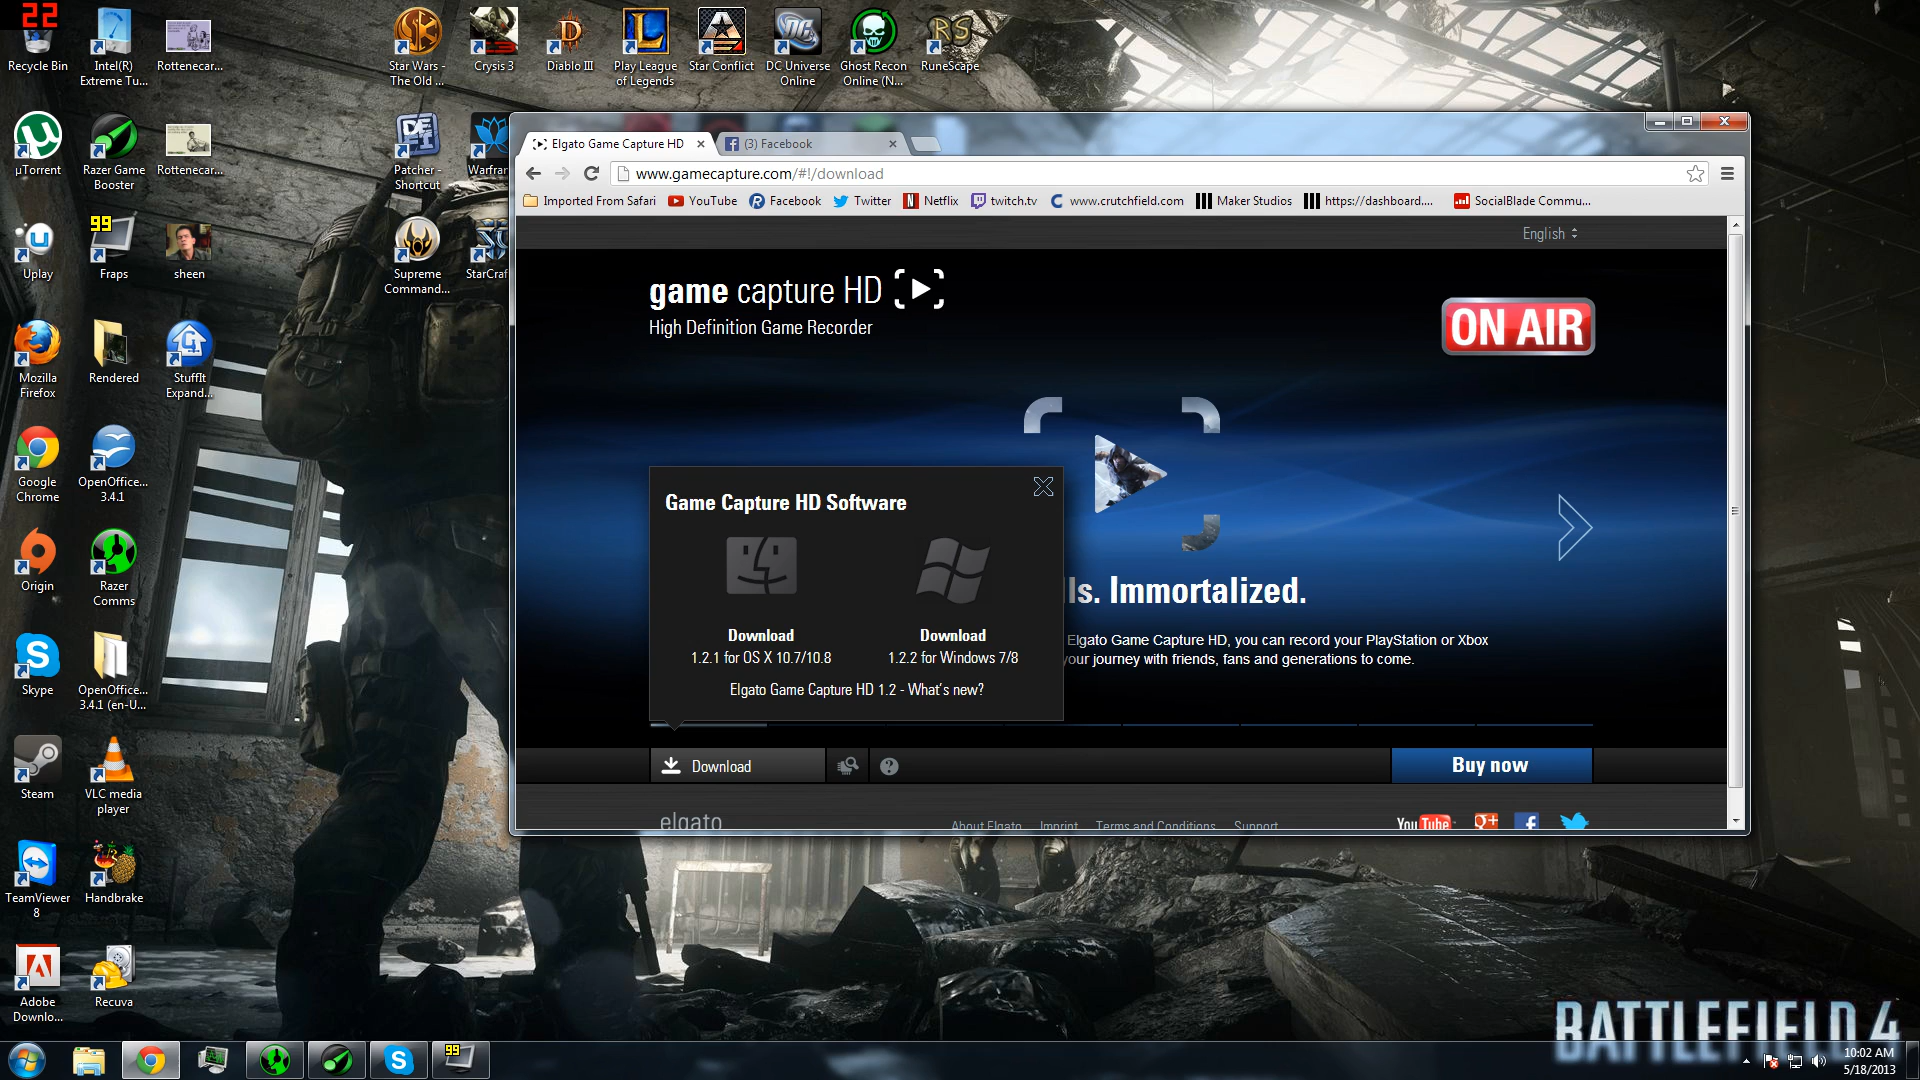 22
Recycle Bin
Intel(R)
Extreme Tu...
Rottenecar...
Star Wars -
The Old ...
Crysis 3
Diablo III
Play League
of Legends
Star Conflict
DC Universe
Online
Ghost Recon
Online (N...
RuneScape
µTorrent
Razer Game
Booster
Rottenecar...
Patcher -
Shortcut
Warfran
99
Uplay
Fraps
sheen
Supreme
Command...
StarCraf
Mozilla
Firefox
Rendered
StuffIt
Expand...
Google
Chrome
OpenOffice...
3.4.1
Origin
Razer
Comms
Skype
OpenOffice...
3.4.1 (en-U...
Steam
VLC media
player
TeamViewer
8
Handbrake
Adobe
Downlo...
Recuva
Elgato Game Capture HD
(3) Facebook
www.gamecapture.com/#!/download
Imported From Safari
YouTube
Facebook
Twitter
Netflix
twitch.tv
www.crutchfield.com
Maker Studios
https://dashboard....
SocialBlade Commu...
English
game capture HD
High Definition Game Recorder
ON AIR
Game Capture HD Software
Download
1.2.1 for OS X 10.7/10.8
Download
1.2.2 for Windows 7/8
Elgato Game Capture HD 1.2 - What's new?
lls. Immortalized.
Elgato Game Capture HD, you can record your PlayStation or Xbox
your journey with friends, fans and generations to come.
Download
Buy now
elgato
About Elgato
Imprint
Terms and Conditions
Support
YouTube
g+
BATTLEFIELD 4
99
10:02 AM
5/18/2013